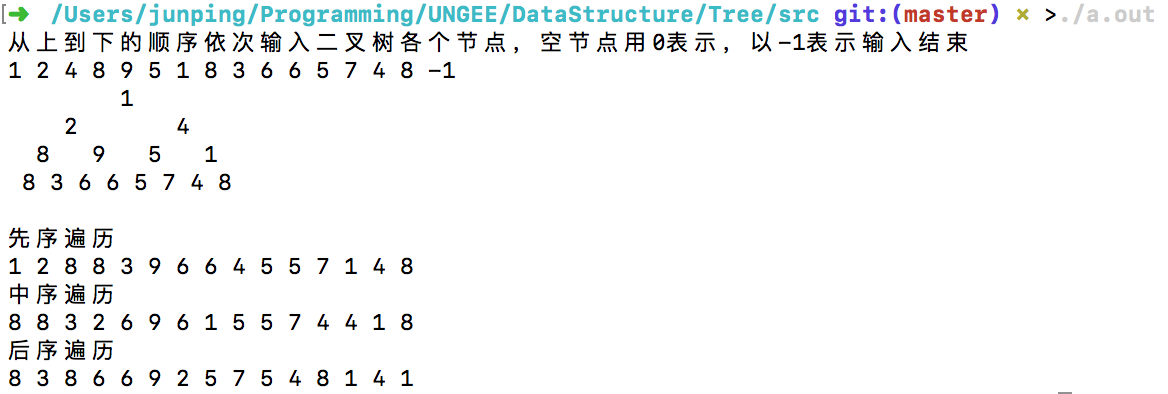 [➜ /Users/junping/Programming/UNGEE/DataStructure/Tree/src git:(master) × >./a.out
从上到下的顺序依次输入二叉树各个节点，空节点用0表示，以-1表示输入结束
1 2 4 8 9 5 1 8 3 6 6 5 7 4 8 -1
1
2 4
8 9 5 1
8 3 6 6 5 7 4 8
先序遍历
1 2 8 8 3 9 6 6 4 5 5 7 1 4 8
中序遍历
8 8 3 2 6 9 6 1 5 5 7 4 4 1 8
后序遍历
8 3 8 6 6 9 2 5 7 5 4 8 1 4 1